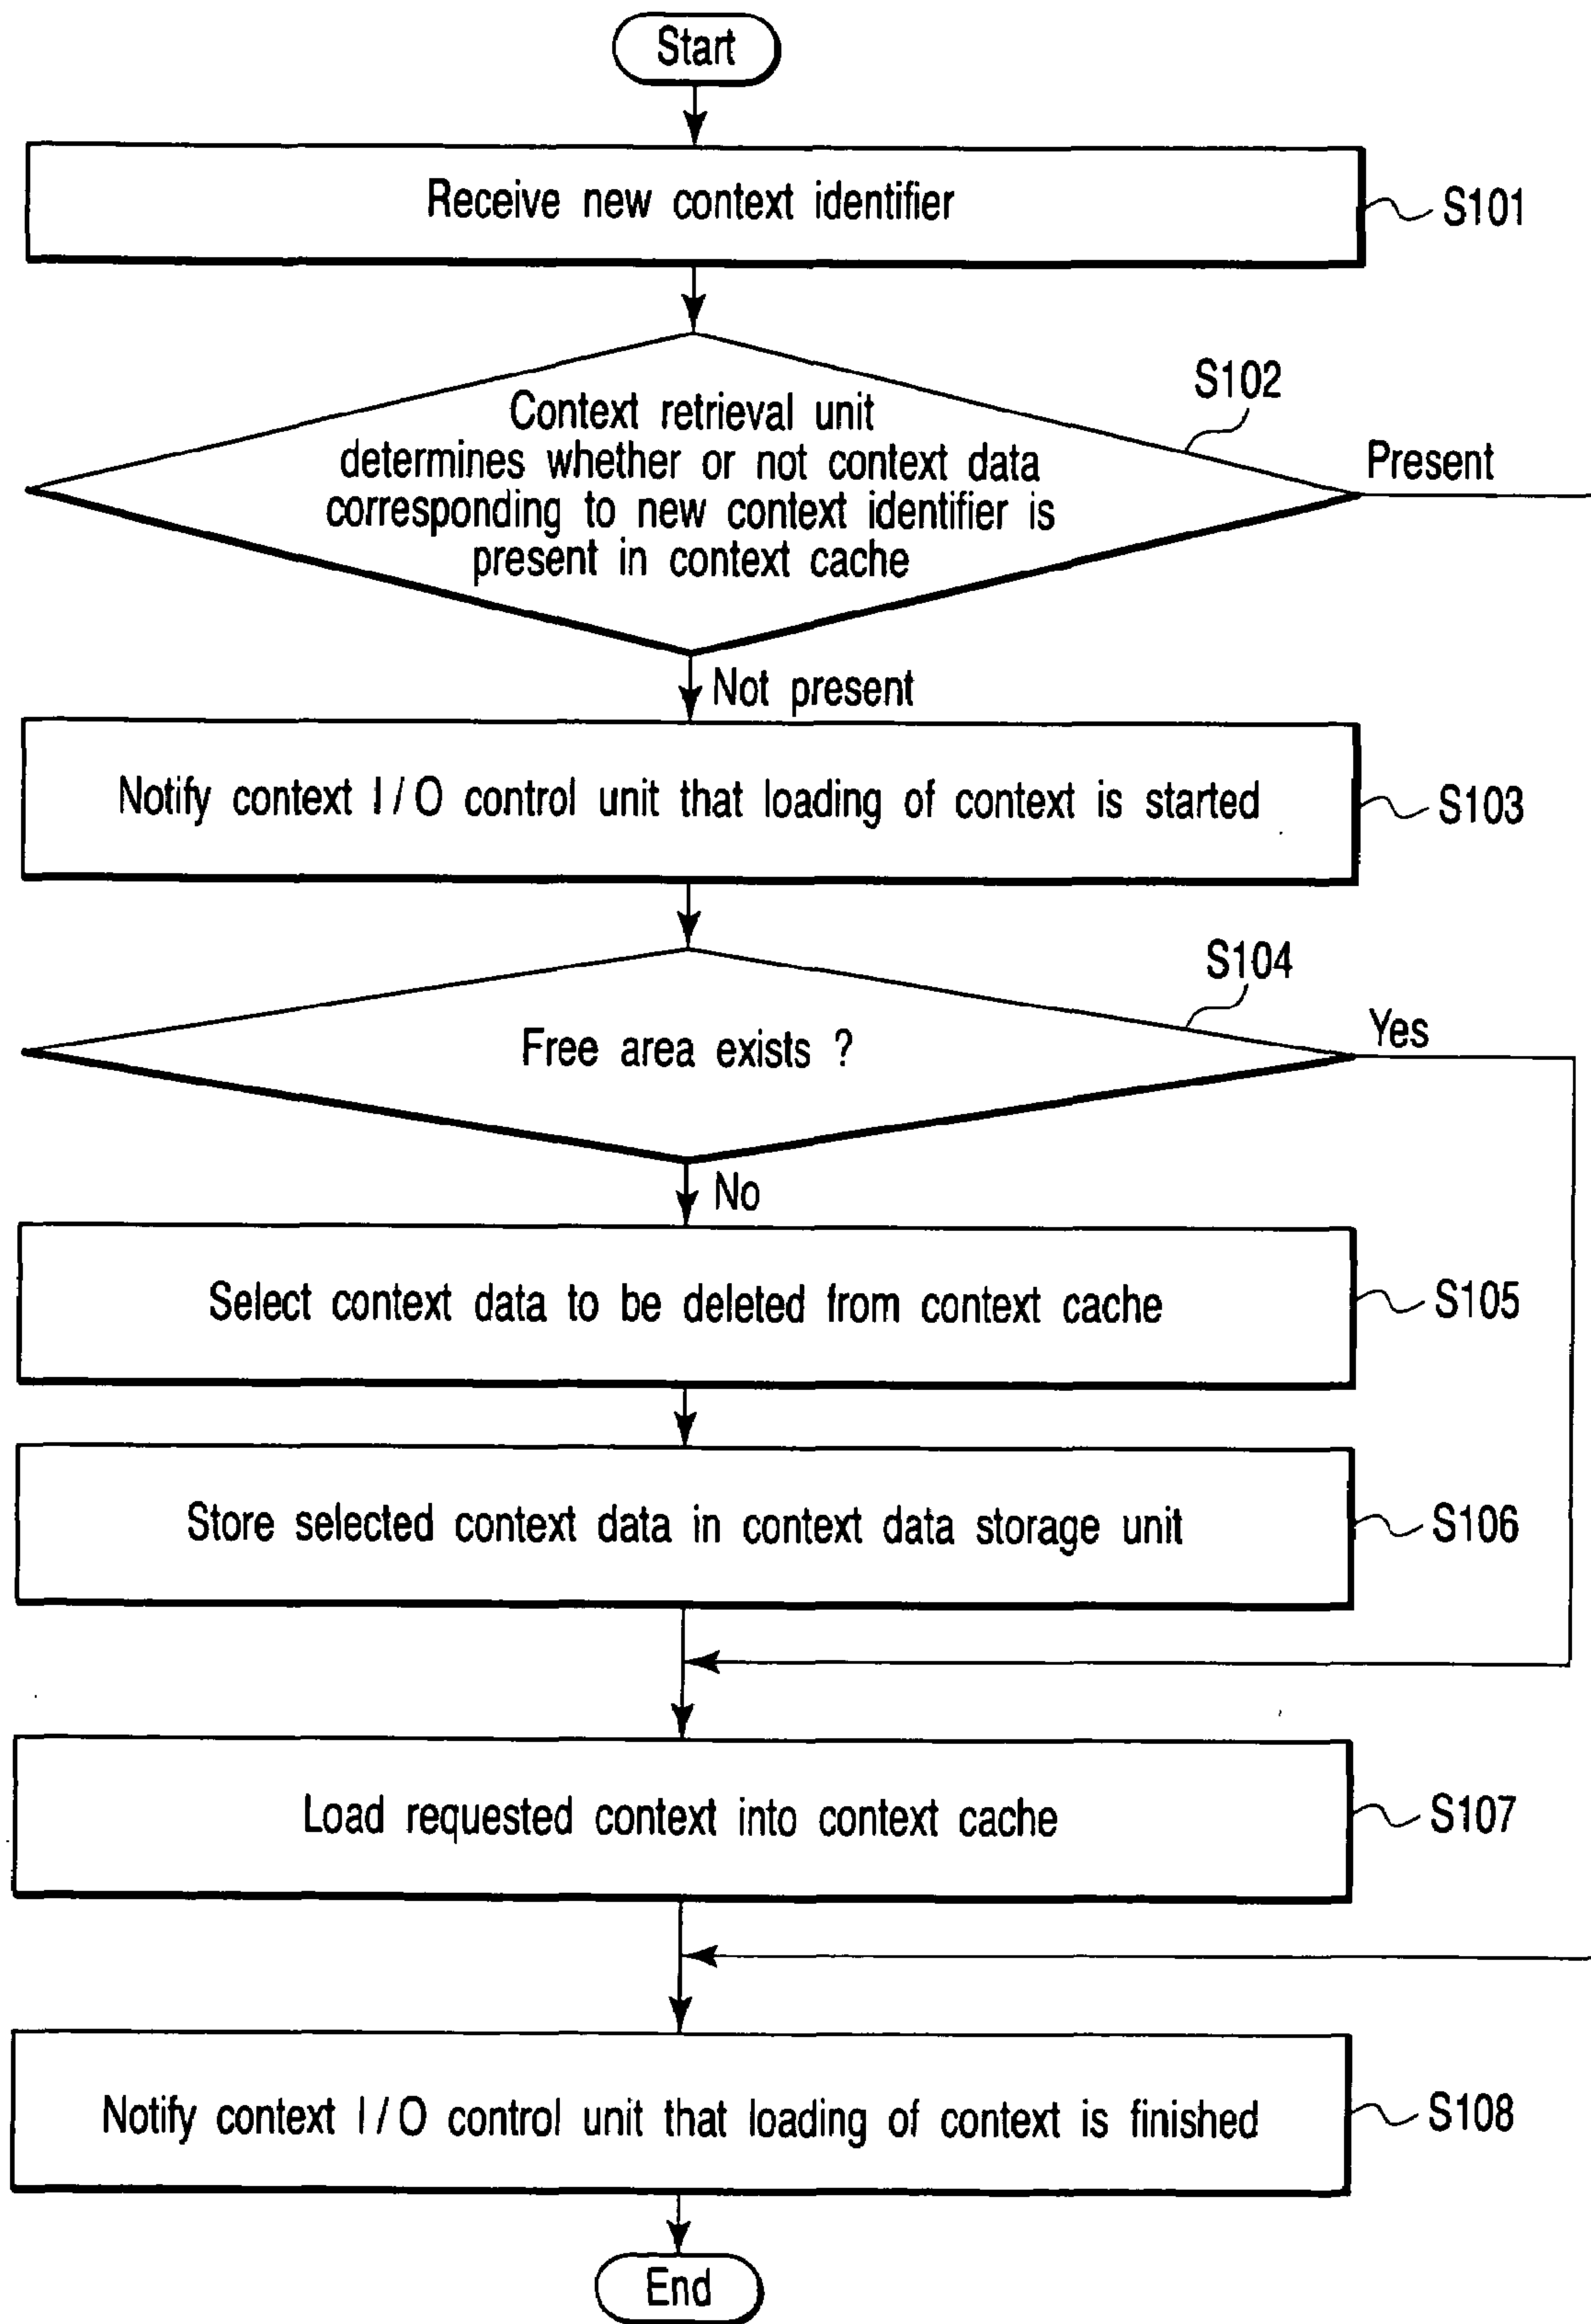 Start
Receive new context identifier
S101
S102
Context retrieval unit
determines whether or not context data
corresponding to new context identifier is
present in context cache
Present
Not present
Notify context I/O control unit that loading of context is started
S103
S104
Free area exists ?
Yes
No
Select context data to be deleted from context cache
S105
Store selected context data in context data storage unit
S106
Load requested context into context cache
S107
Notify context I/O control unit that loading of context is finished
S108
End